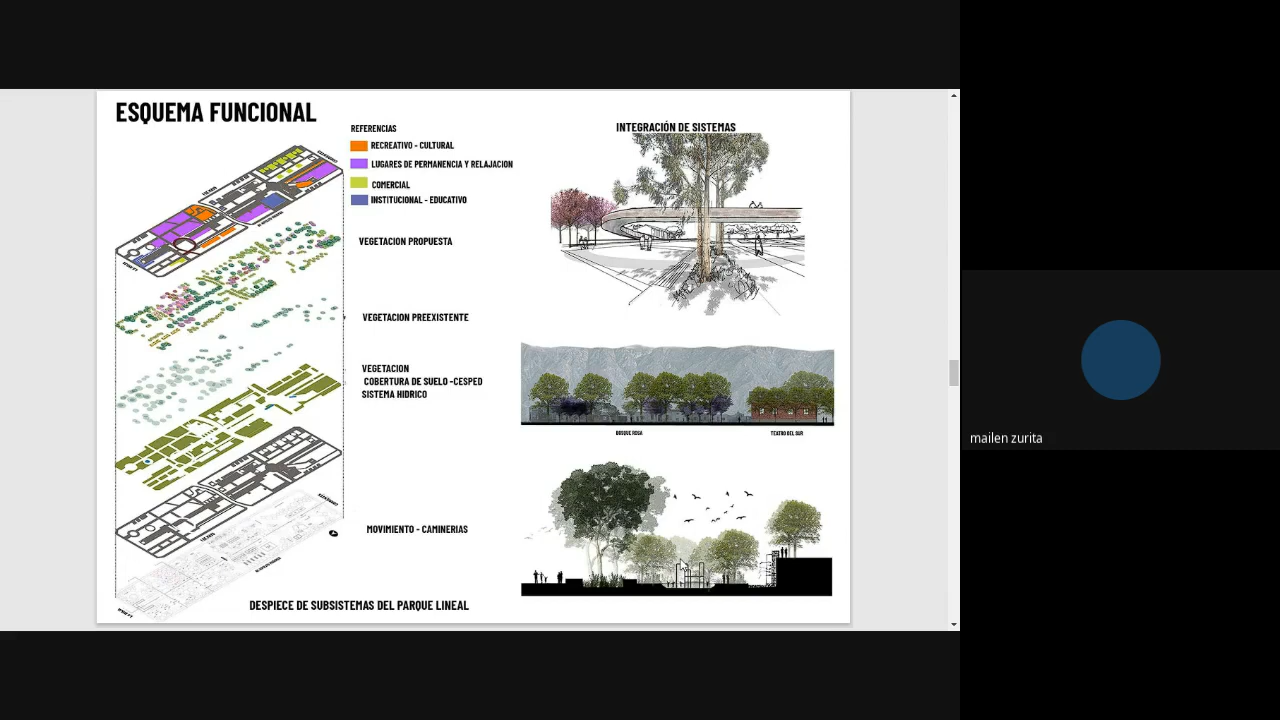 ESQUEMA FUNCIONAL
REFERENCIAS
RECREATIVO - CULTURAL
LUGARES DE PERMANENCIA Y RELAJACION
COMERCIAL
INSTITUCIONAL - EDUCATIVO
VEGETACION PROPUESTA
VEGETACION PREEXISTENTE
VEGETACION
COBERTURA DE SUELO -CESPED
SISTEMA HIDRICO
MOVIMIENTO - CAMINERIAS
DESPIECE DE SUBSISTEMAS DEL PARQUE LINEAL
INTEGRACIÓN DE SISTEMAS
BOSQUE ROSA
TEATRO DEL SUR
mailen zurita